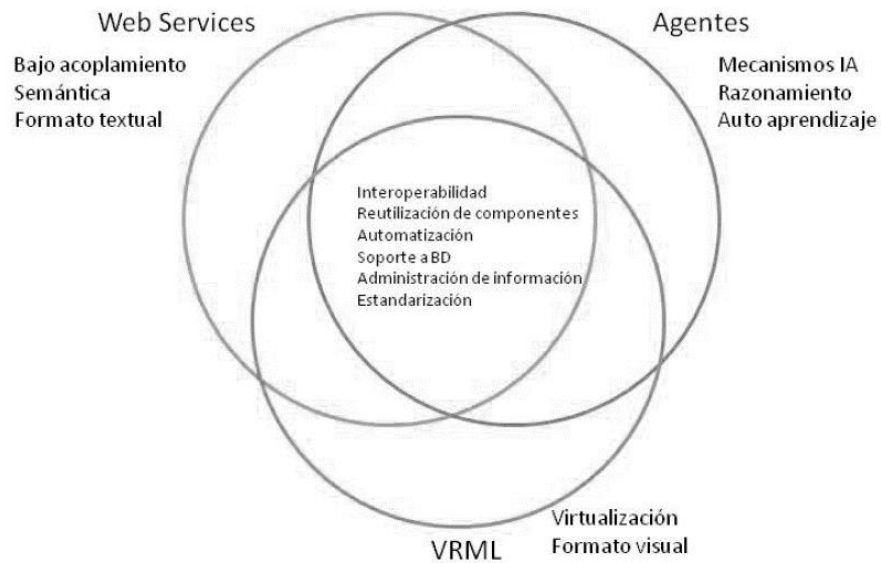 Web Services
Bajo acoplamiento
Semántica
Formato textual
Agentes
Mecanismos IA
Razonamiento
Auto aprendizaje
Interoperabilidad
Reutilización de componentes
Automatización
Soporte a BD
Administración de información
Estandarización
VRML
Virtualización
Formato visual